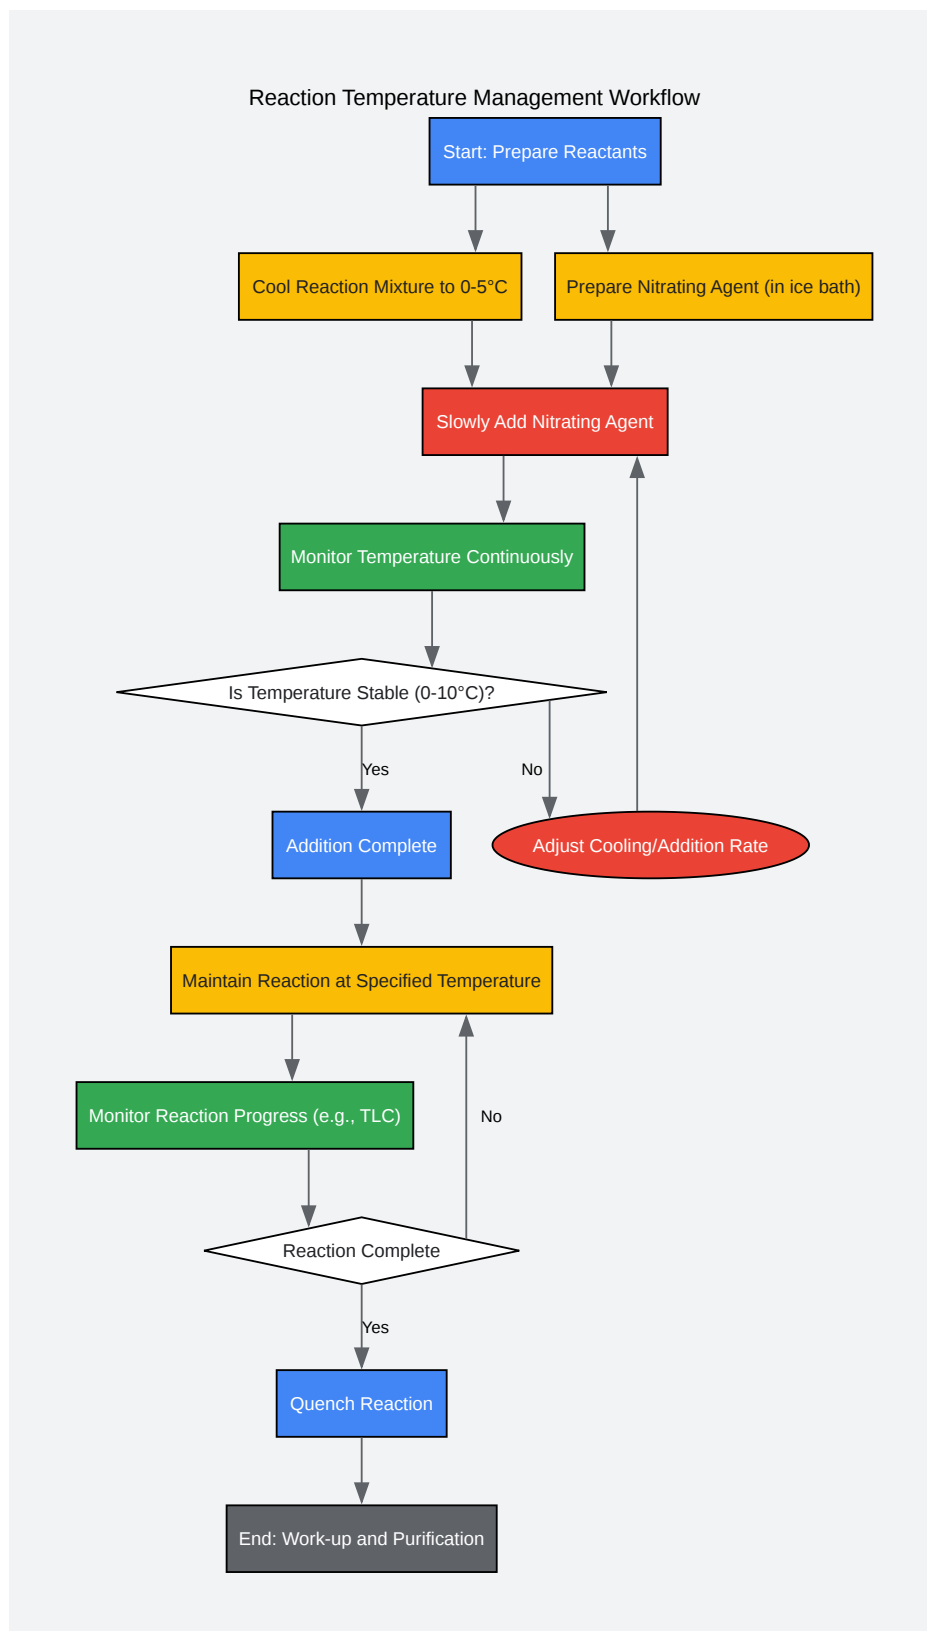 Reaction Temperature Management Workflow
Start: Prepare Reactants
Cool Reaction Mixture to 0-5°C
Prepare Nitrating Agent (in ice bath)
Slowly Add Nitrating Agent
Monitor Temperature Continuously
Is Temperature Stable (0-10°C)?
Yes
No
Addition Complete
Adjust Cooling/Addition Rate
Maintain Reaction at Specified Temperature
Monitor Reaction Progress (e.g., TLC)
No
Reaction Complete
Yes
Quench Reaction
End: Work-up and Purification